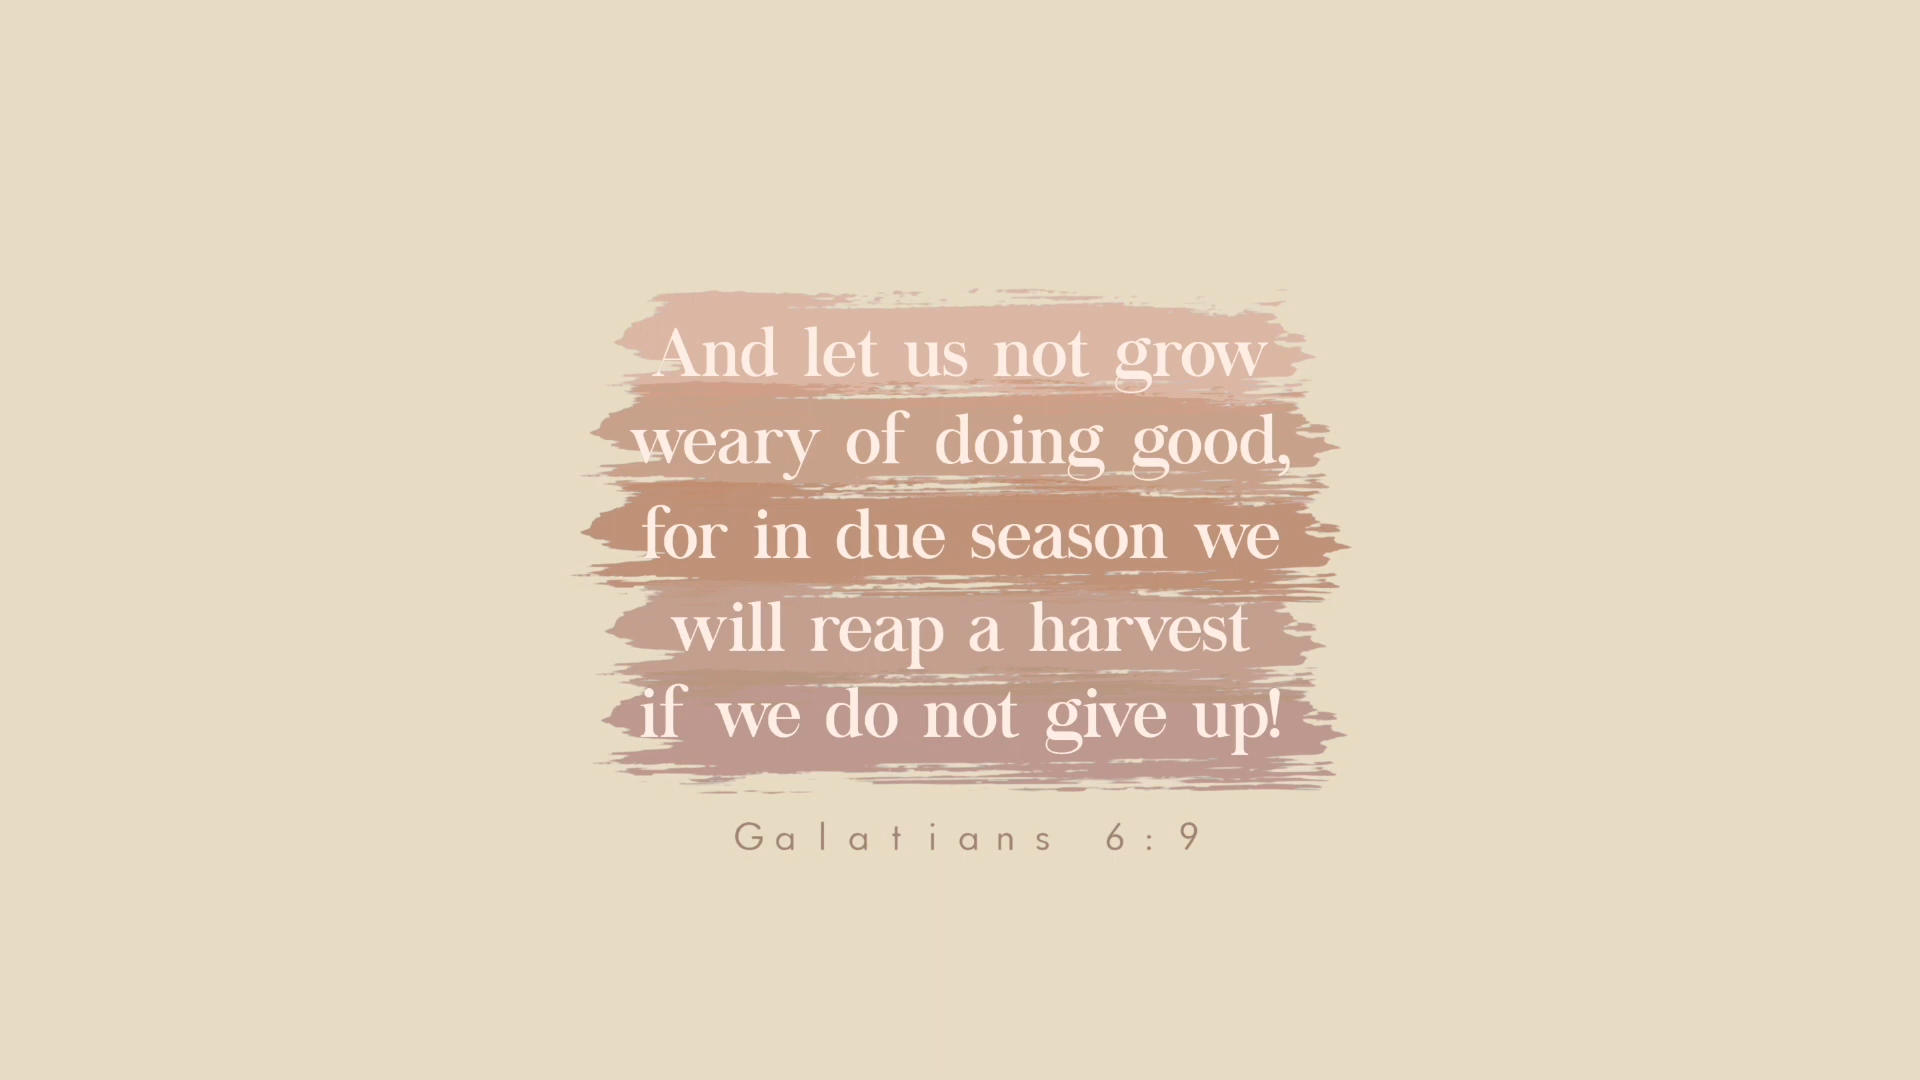 And let us not grow
weary of doing good,
for in due season we
will reap a harvest
if we do not give up!
Galatians 6:9